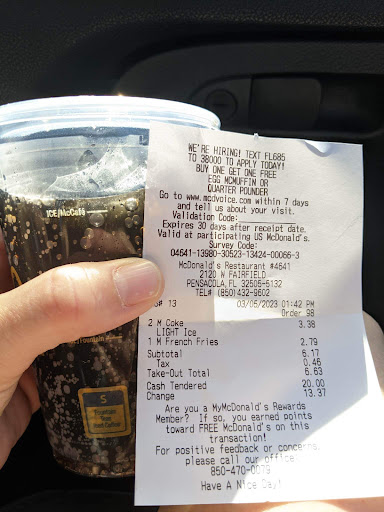 ICE/McCafé
Fountain
S
WE'RE HIRING! TEXT FL685
TO 38000 TO APPLY TODAY!
BUY ONE GET ONE FREE
EGG MCMUFFIN OR
QUARTER POUNDER
Go to www.mcdvoice.com within 7 days
and tell us about your visit.
Validation Code:
Expires 30 days after receipt date.
Valid at participating US McDonald's.
Survey Code:
04641-13980-30523-13424-00066-3
McDonald's Restaurant #4641
2120 W FAIRFIELD
PENSACOLA, FL 32505-5132
TEL# (850)432-9602
# 13 03/05/2023 01:42 PM
Order 98
2 M Coke 3.38
LIGHT Ice
1 M French Fries 2.79
Subtotal 6.17
Tax 0.46
Take-Out Total 6.63
Cash Tendered 20.00
Change 13.37
Are you a MyMcDonald's Rewards
Member? If so, you earned points
toward FREE McDonald's on this
transaction!
For positive feedback or concerns,
please call our office.
850-470-0079
Have A Nice Day!